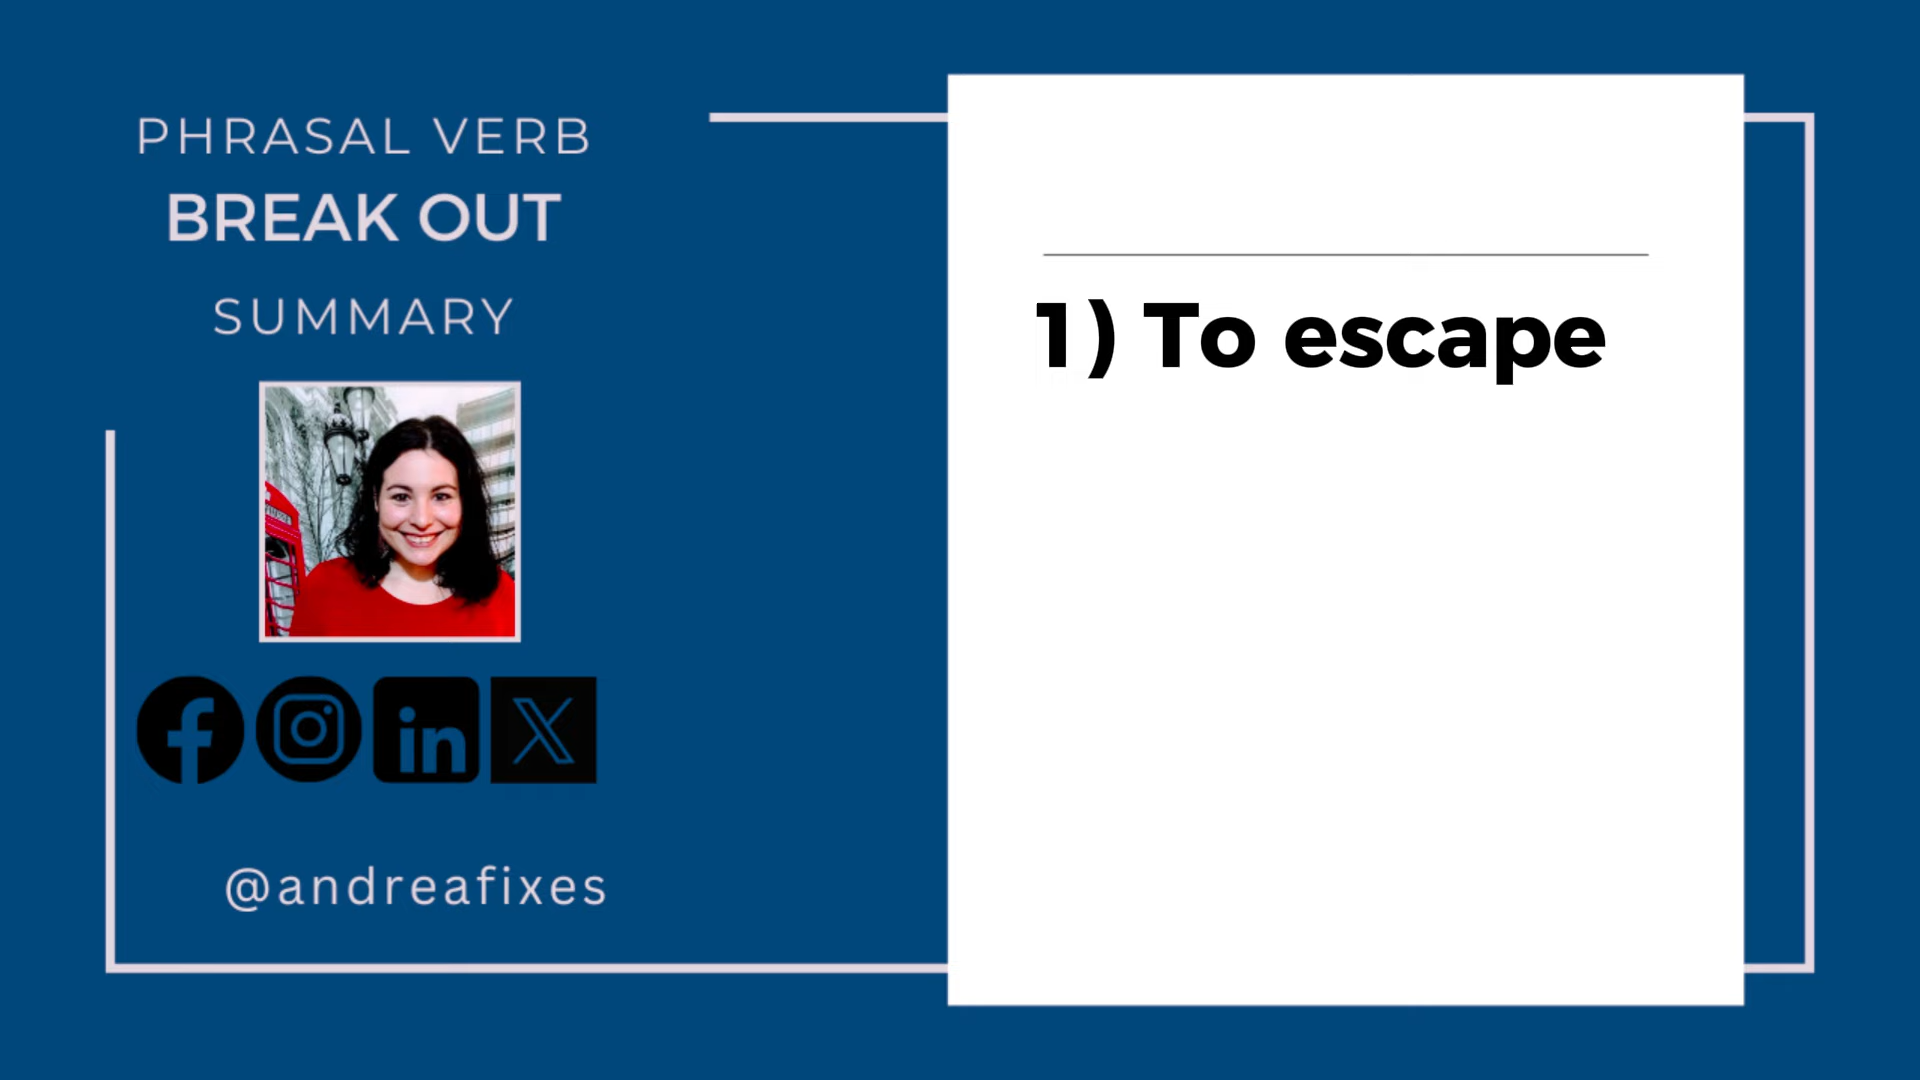 PHRASAL VERB
BREAK OUT
SUMMARY
@andreafixes
1) To escape